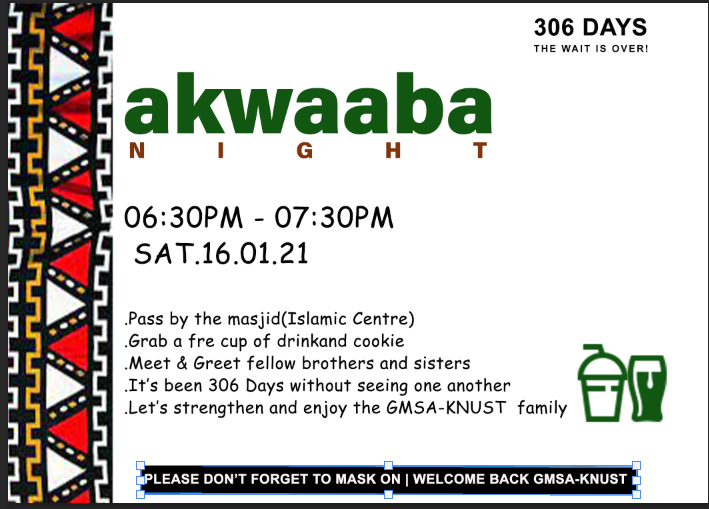 306 DAYS
THE WAIT IS OVER!
akwaaba
NIGHT
06:30PM - 07:30PM
SAT.16.01.21
.Pass by the masjid(Islamic Centre)
.Grab a fre cup of drinkand cookie
.Meet & Greet fellow brothers and sisters
.It's been 306 Days without seeing one another
.Let's strengthen and enjoy the GMSA-KNUST family
PLEASE DON'T FORGET TO MASK ON | WELCOME BACK GMSA-KNUST